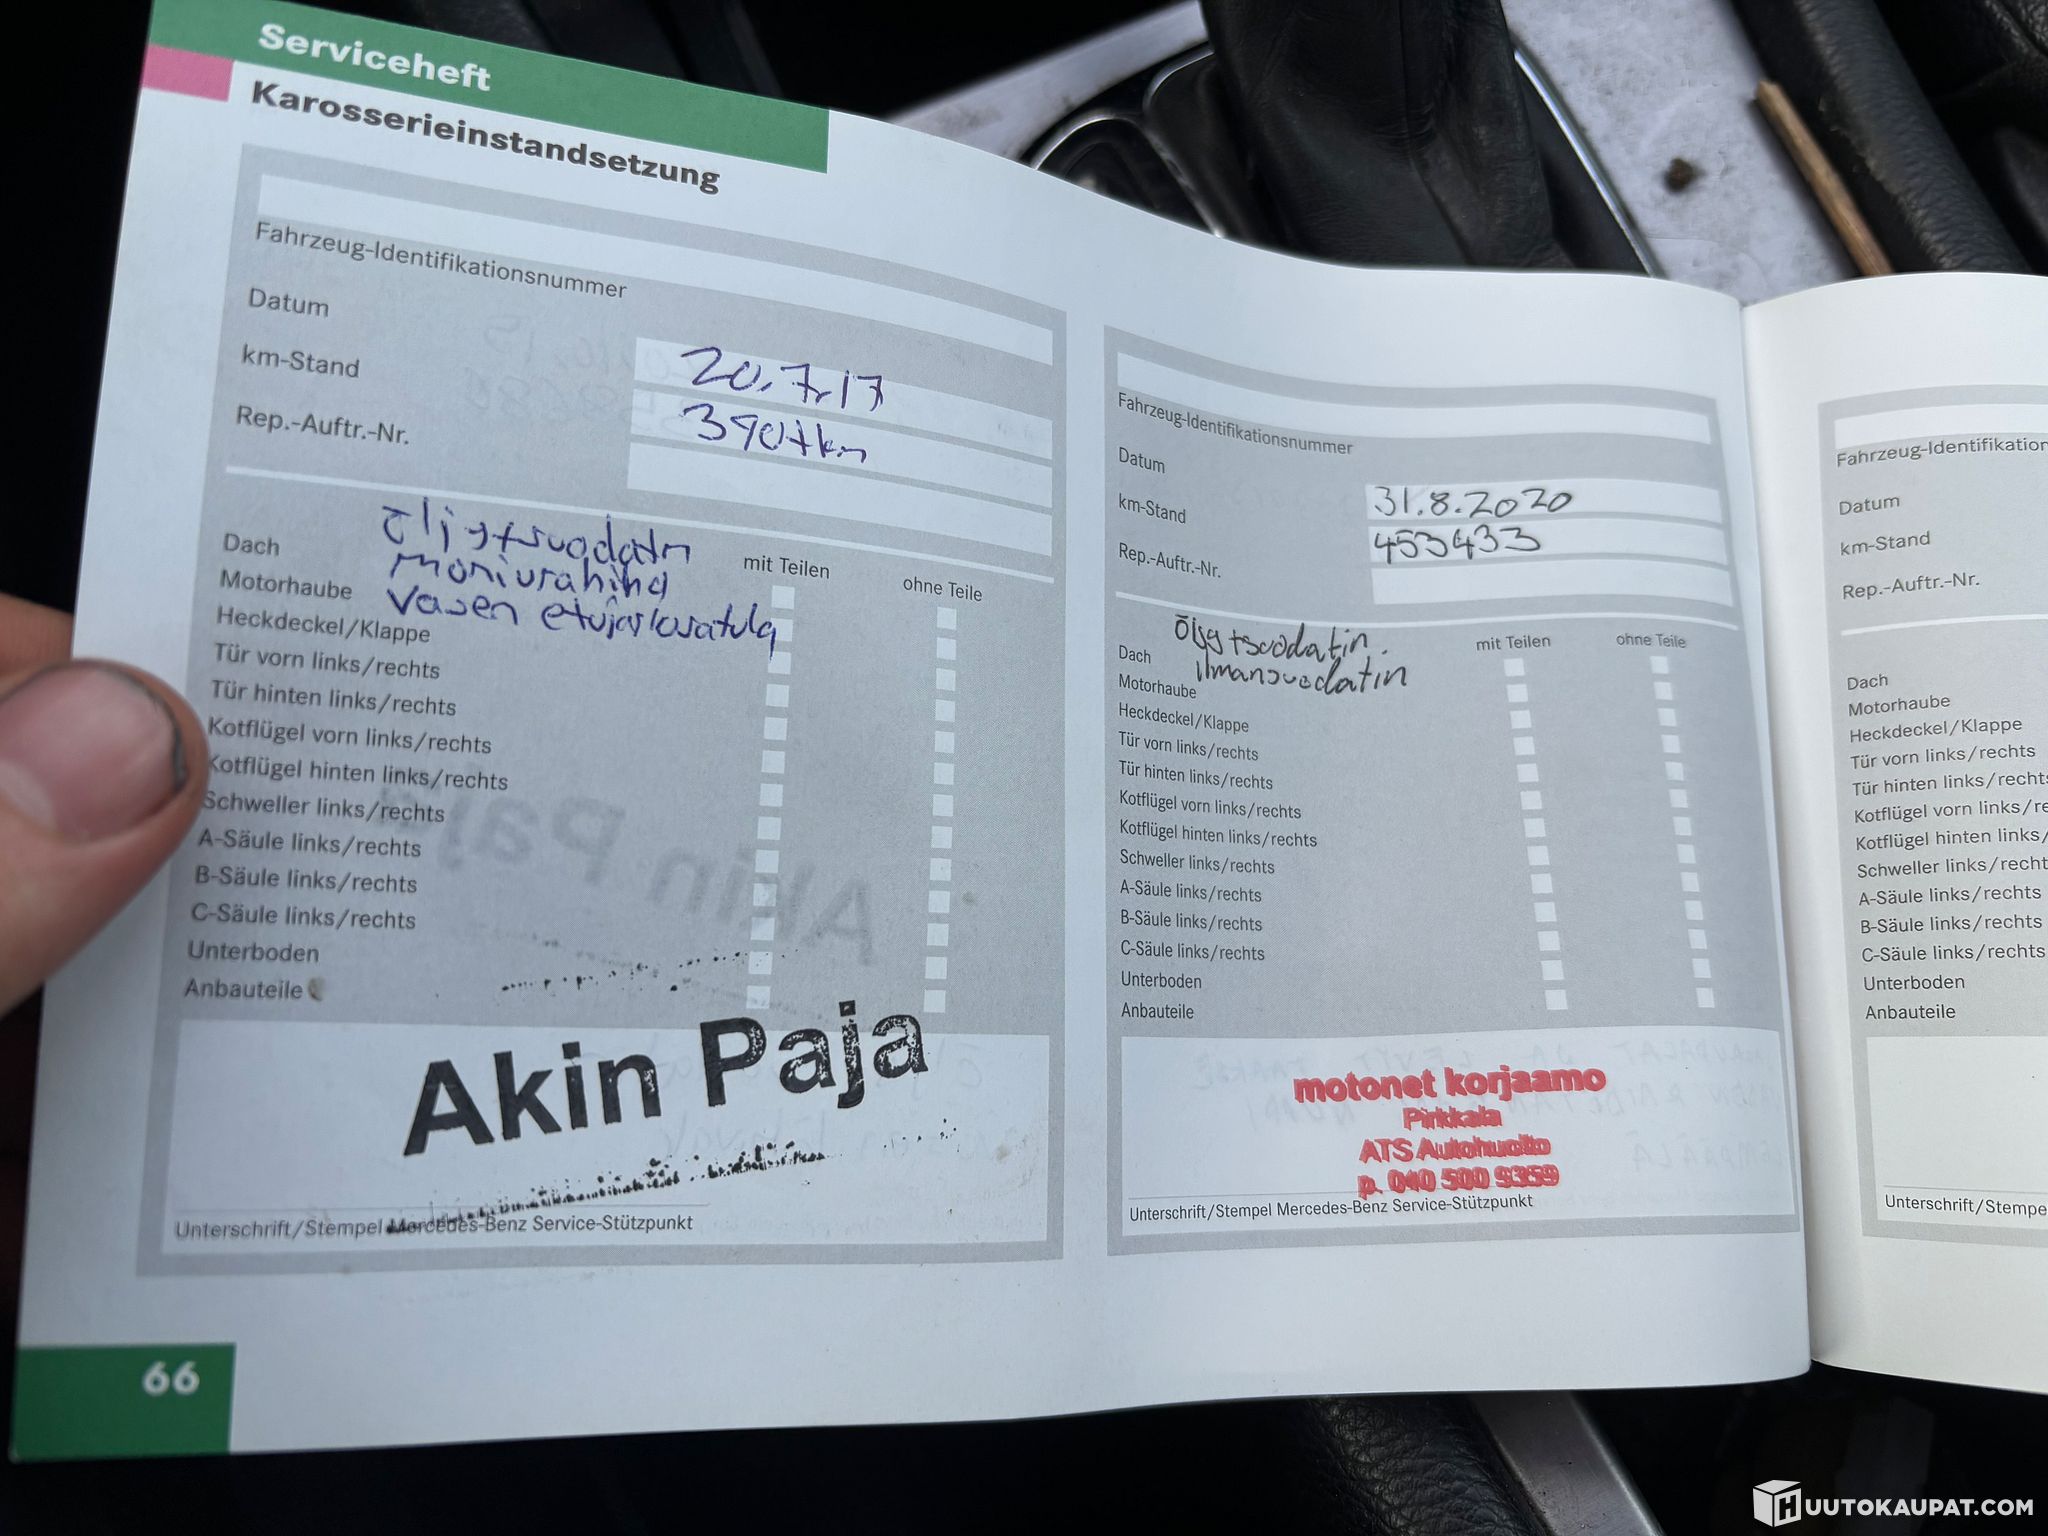 Serviceheft
Karosserieinstandsetzung
Fahrzeug-Identifikationsnummer
Datum
20.7.17
km-Stand
390tkm
Rep.-Auftr.-Nr.
öljytsuodatin
moniurahihna
vasen etujarrusatula
mit Teilen
ohne Teile
Dach
Motorhaube
Heckdeckel/Klappe
Tür vorn links/rechts
Tür hinten links/rechts
Kotflügel vorn links/rechts
Kotflügel hinten links/rechts
Schweller links/rechts
A-Säule links/rechts
B-Säule links/rechts
C-Säule links/rechts
Unterboden
Anbauteile
Akin Paja
Unterschrift/Stempel Mercedes-Benz Service-Stützpunkt
66
Fahrzeug-Identifikationsnummer
Datum
31.8.2020
km-Stand
453433
Rep.-Auftr.-Nr.
öljytsuodatin.
ilmansuodatin
mit Teilen
ohne Teile
Dach
Motorhaube
Heckdeckel/Klappe
Tür vorn links/rechts
Tür hinten links/rechts
Kotflügel vorn links/rechts
Kotflügel hinten links/rechts
Schweller links/rechts
A-Säule links/rechts
B-Säule links/rechts
C-Säule links/rechts
Unterboden
Anbauteile
motonet korjaamo
Pirkkala
ATS Autohuolto
p. 040 500 9359
Unterschrift/Stempel Mercedes-Benz Service-Stützpunkt
Fahrzeug-Identifikation
Datum
km-Stand
Rep.-Auftr.-Nr.
Dach
Motorhaube
Heckdeckel/Klappe
Tür vorn links/rechts
Tür hinten links/rechts
Kotflügel vorn links/re
Kotflügel hinten links/
Schweller links/recht
A-Säule links/rechts
B-Säule links/rechts
C-Säule links/rechts
Unterboden
Anbauteile
Unterschrift/Stempe
HUUTOKAUPAT.COM